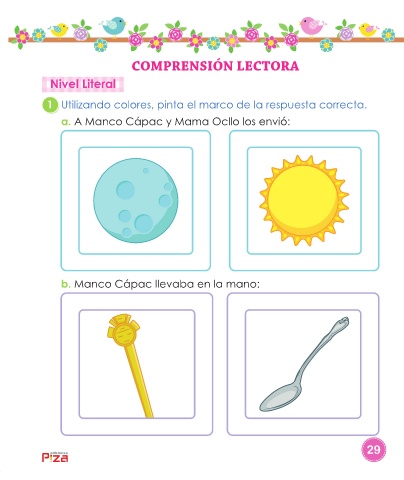 COMPRENSIÓN LECTORA
Nivel Literal
1 Utilizando colores, pinta el marco de la respuesta correcta.
a. A Manco Cápac y Mama Ocllo los envió:
b. Manco Cápac llevaba en la mano:
Piza
29